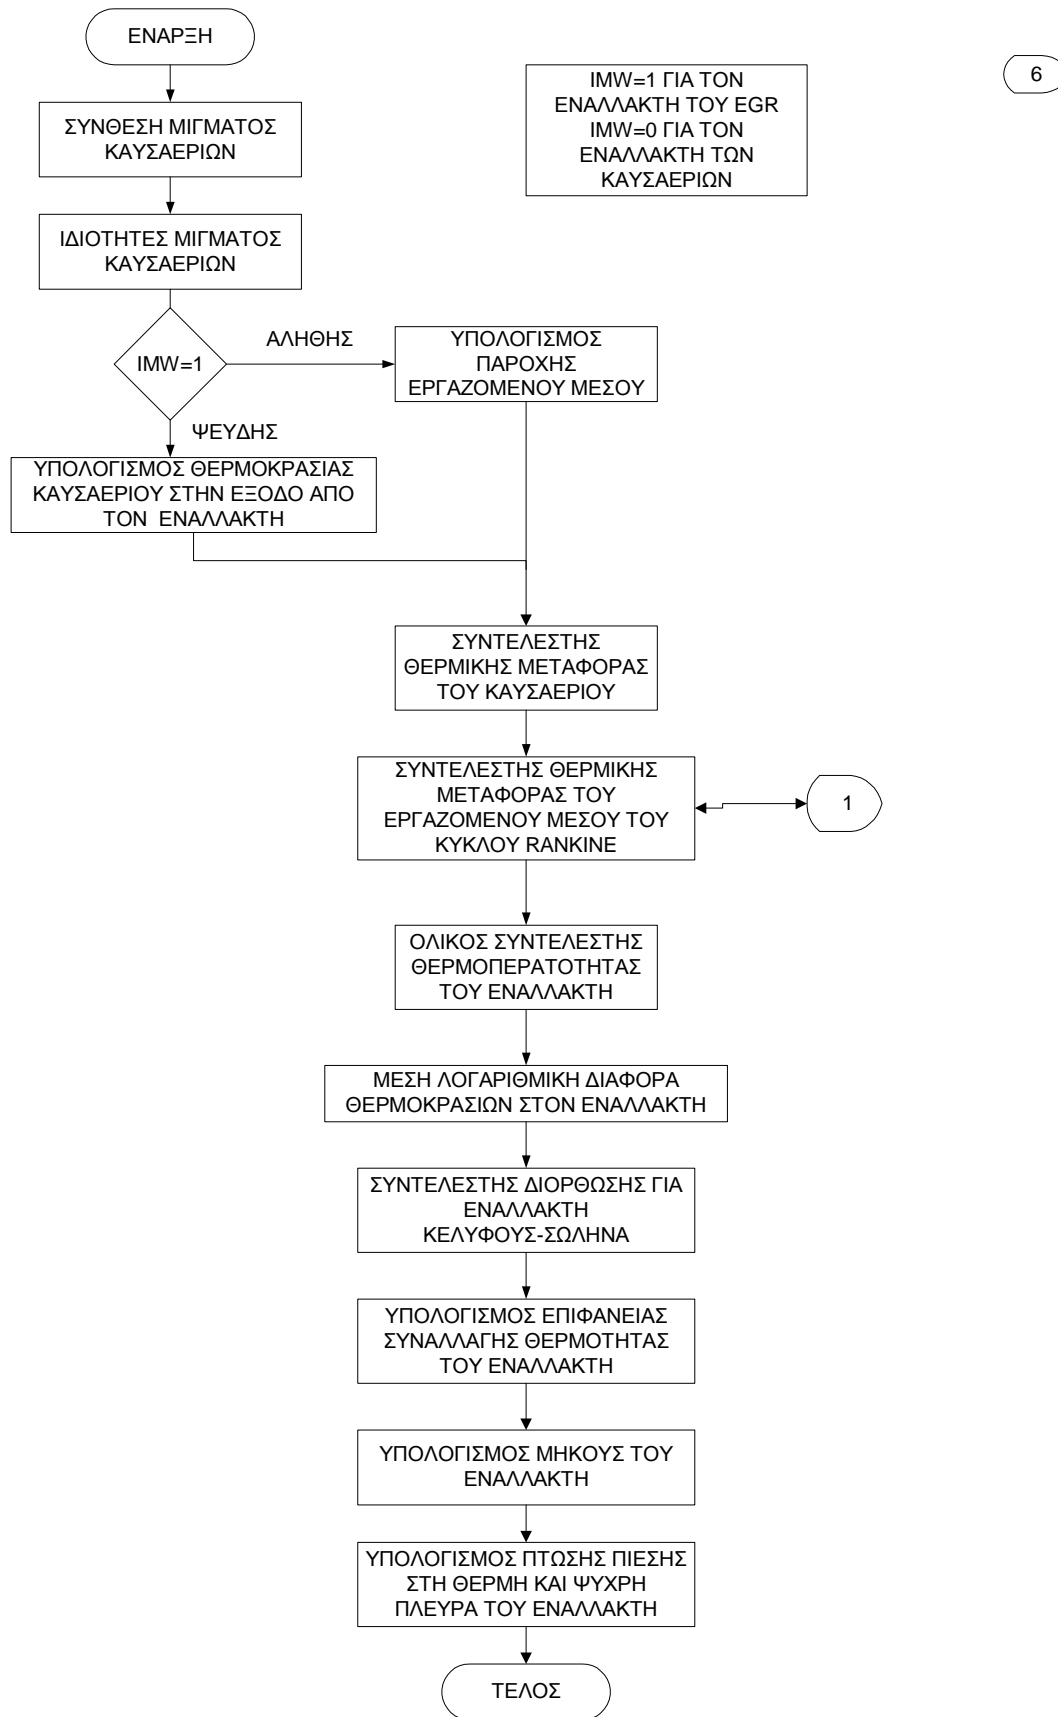 ΕΝΑΡΞΗ
6
ΙΜW=1 ΓΙΑ ΤΟΝ
ΕΝΑΛΛΑΚΤΗ ΤΟΥ EGR
IMW=0 ΓΙΑ ΤΟΝ
ΕΝΑΛΛΑΚΤΗ ΤΩΝ
ΚΑΥΣΑΕΡΙΩΝ
ΣΥΝΘΕΣΗ ΜΙΓΜΑΤΟΣ
ΚΑΥΣΑΕΡΙΩΝ
ΙΔΙΟΤΗΤΕΣ ΜΙΓΜΑΤΟΣ
ΚΑΥΣΑΕΡΙΩΝ
IMW=1
ΑΛΗΘΗΣ
ΥΠΟΛΟΓΙΣΜΟΣ
ΠΑΡΟΧΗΣ
ΕΡΓΑΖΟΜΕΝΟΥ ΜΕΣΟΥ
ΨΕΥΔΗΣ
ΥΠΟΛΟΓΙΣΜΟΣ ΘΕΡΜΟΚΡΑΣΙΑΣ
ΚΑΥΣΑΕΡΙΟΥ ΣΤΗΝ ΕΞΟΔΟ ΑΠΟ
ΤΟΝ ΕΝΑΛΛΑΚΤΗ
ΣΥΝΤΕΛΕΣΤΗΣ
ΘΕΡΜΙΚΗΣ ΜΕΤΑΦΟΡΑΣ
ΤΟΥ ΚΑΥΣΑΕΡΙΟΥ
ΣΥΝΤΕΛΕΣΤΗΣ ΘΕΡΜΙΚΗΣ
ΜΕΤΑΦΟΡΑΣ ΤΟΥ
ΕΡΓΑΖΟΜΕΝΟΥ ΜΕΣΟΥ ΤΟΥ
ΚΥΚΛΟΥ RANKINE
1
ΟΛΙΚΟΣ ΣΥΝΤΕΛΕΣΤΗΣ
ΘΕΡΜΟΠΕΡΑΤΟΤΗΤΑΣ
ΤΟΥ ΕΝΑΛΛΑΚΤΗ
ΜΕΣΗ ΛΟΓΑΡΙΘΜΙΚΗ ΔΙΑΦΟΡΑ
ΘΕΡΜΟΚΡΑΣΙΩΝ ΣΤΟΝ ΕΝΑΛΛΑΚΤΗ
ΣΥΝΤΕΛΕΣΤΗΣ ΔΙΟΡΘΩΣΗΣ ΓΙΑ
ΕΝΑΛΛΑΚΤΗ
ΚΕΛΥΦΟΥΣ-ΣΩΛΗΝΑ
ΥΠΟΛΟΓΙΣΜΟΣ ΕΠΙΦΑΝΕΙΑΣ
ΣΥΝΑΛΛΑΓΗΣ ΘΕΡΜΟΤΗΤΑΣ
ΤΟΥ ΕΝΑΛΛΑΚΤΗ
ΥΠΟΛΟΓΙΣΜΟΣ ΜΗΚΟΥΣ ΤΟΥ
ΕΝΑΛΛΑΚΤΗ
ΥΠΟΛΟΓΙΣΜΟΣ ΠΤΩΣΗΣ ΠΙΕΣΗΣ
ΣΤΗ ΘΕΡΜΗ ΚΑΙ ΨΥΧΡΗ
ΠΛΕΥΡΑ ΤΟΥ ΕΝΑΛΛΑΚΤΗ
ΤΕΛΟΣ